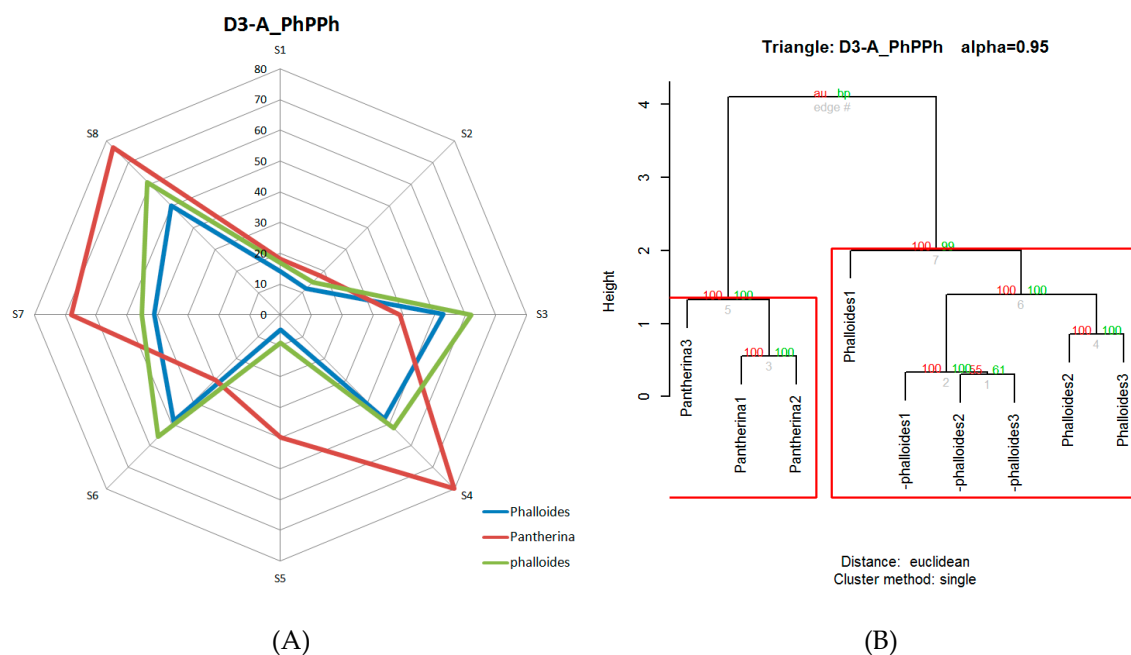 D3-A_PhPPh
S1
80
70
60
50
40
30
20
10
0
S2
S3
S4
S5
S6
S7
S8
Phalloides
Pantherina
phalloides
(A)
Triangle: D3-A_PhPPh alpha=0.95
Height
4
3
2
1
0
au bp
edge #
100 99
7
100 100
6
100 100
5
100 100
4
100 100
3
100 100
2
55 61
1
Pantherina3
Pantherina1
Pantherina2
Phalloides1
-phalloides1
-phalloides2
-phalloides3
Phalloides2
Phalloides3
Distance: euclidean
Cluster method: single
(B)